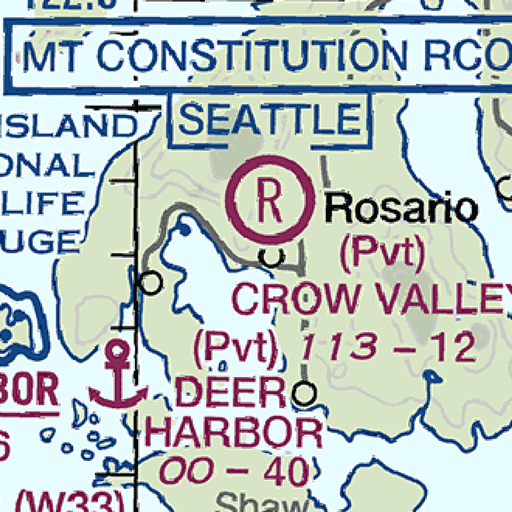 122.6
MT CONSTITUTION RCO
SEATTLE
ISLAND
ONAL
LIFE
UGE
R
Rosario
(Pvt)
CROW VALLEY
(Pvt) 113 – 12
BOR
6
DEER
HARBOR
00 – 40
(W33)
Shaw